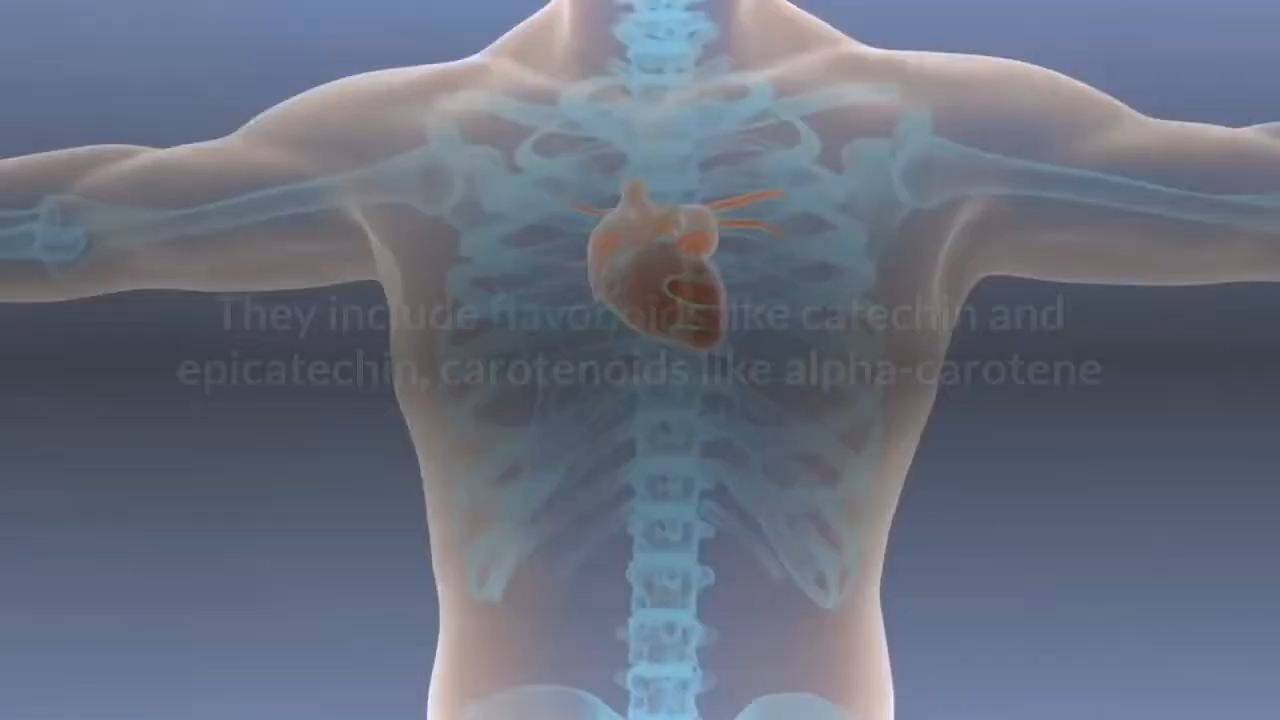 They include flavonoids like catechin and
epicatechin, carotenoids like alpha-carotene